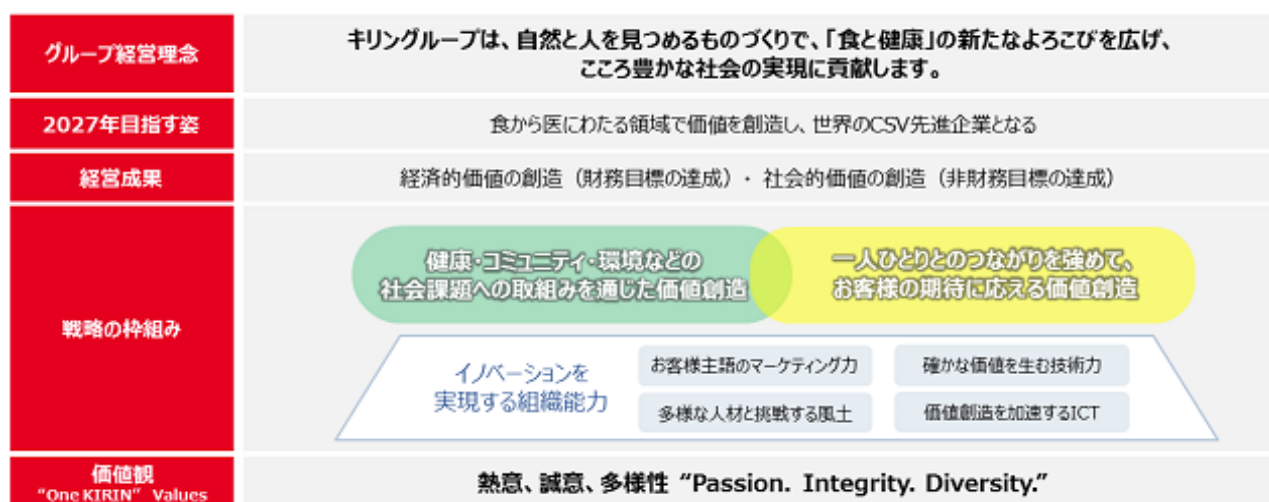 グループ経営理念
キリングループは、自然と人を見つめるものづくりで、「食と健康」の新たなよろこびを広げ、
こころ豊かな社会の実現に貢献します。
2027年目指す姿
食から医にわたる領域で価値を創造し、世界のCSV先進企業となる
経営成果
経済的価値の創造（財務目標の達成）・ 社会的価値の創造（非財務目標の達成）
戦略の枠組み
健康・コミュニティ・環境などの
社会課題への取組みを通じた価値創造
一人ひとりとのつながりを強めて、
お客様の期待に応える価値創造
イノベーションを
実現する組織能力
お客様主語のマーケティング力
確かな価値を生む技術力
多様な人材と挑戦する風土
価値創造を加速するICT
価値観
“One KIRIN” Values
熱意、誠意、多様性 “Passion. Integrity. Diversity.”